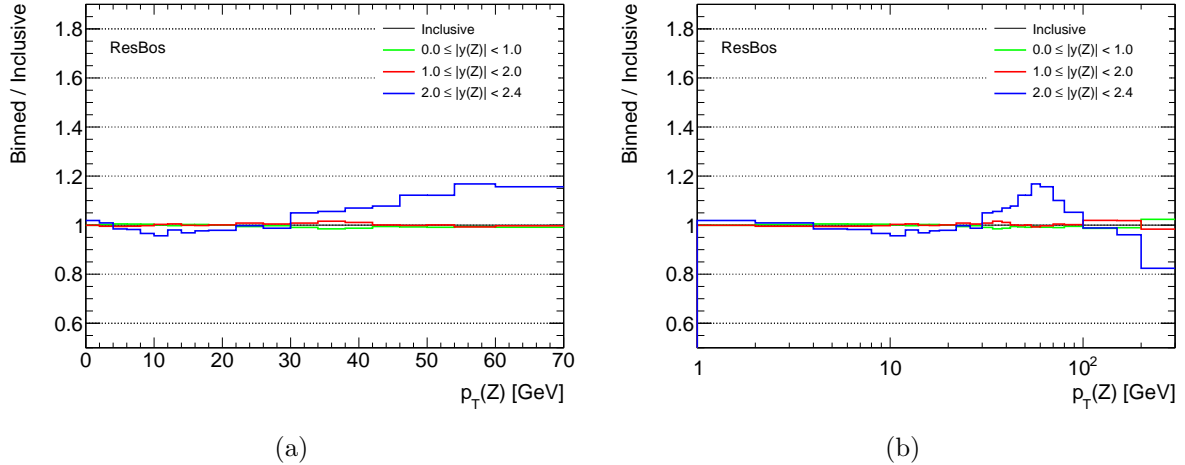 Binned / Inclusive
1.8
1.6
1.4
1.2
1
0.8
0.6
ResBos
Inclusive
0.0 ≤ |y(Z)| < 1.0
1.0 ≤ |y(Z)| < 2.0
2.0 ≤ |y(Z)| < 2.4
0 10 20 30 40 50 60 70
p_T(Z) [GeV]
(a)
Binned / Inclusive
1.8
1.6
1.4
1.2
1
0.8
0.6
ResBos
Inclusive
0.0 ≤ |y(Z)| < 1.0
1.0 ≤ |y(Z)| < 2.0
2.0 ≤ |y(Z)| < 2.4
1 10 10²
p_T(Z) [GeV]
(b)